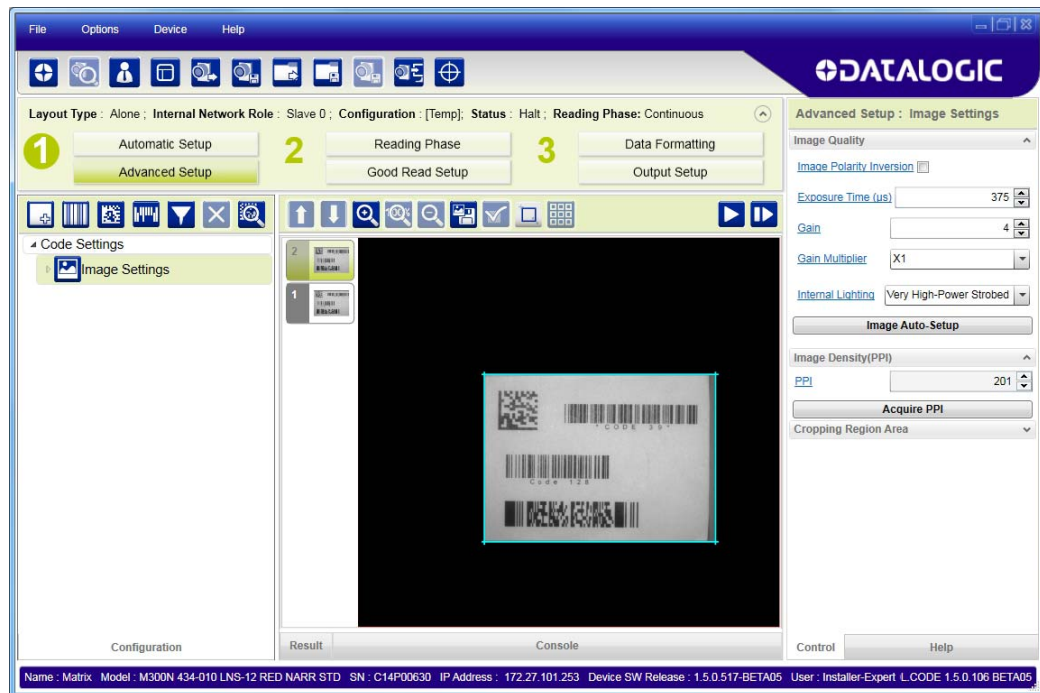 File Options Device Help
DATALOGIC
Layout Type : Alone ; Internal Network Role : Slave 0 ; Configuration : [Temp]; Status : Halt ; Reading Phase: Continuous
1 Automatic Setup 2 Reading Phase 3 Data Formatting
Advanced Setup Good Read Setup Output Setup
Advanced Setup : Image Settings
Image Quality
Image Polarity Inversion
Exposure Time (µs) 375
Gain 4
Gain Multiplier X1
Internal Lighting Very High-Power Strobed
Image Auto-Setup
Image Density(PPI)
PPI 201
Acquire PPI
Cropping Region Area
Code Settings
Image Settings
2
1
*CODE 39*
Code 128
Configuration Result Console Control Help
Name : Matrix Model : M300N 434-010 LNS-12 RED NARR STD SN : C14P00630 IP Address : 172.27.101.253 Device SW Release : 1.5.0.517-BETA05 User : Installer-Expert DL.CODE 1.5.0.106 BETA05